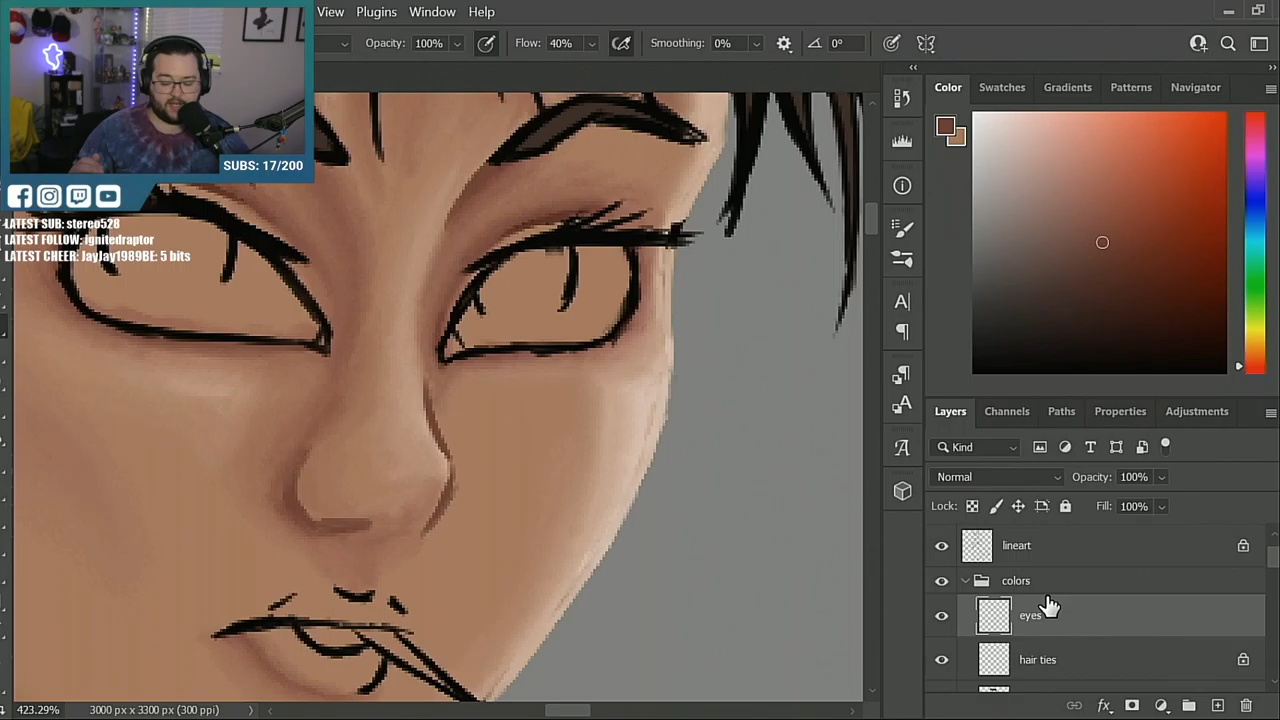 View Plugins Window Help
Opacity: 100% Flow: 40% Smoothing: 0% 0°
Color Swatches Gradients Patterns Navigator
SUBS: 17/200
LATEST SUB: stereo528
LATEST FOLLOW: ignitedraptor
LATEST CHEER: JayJay1989BE: 5 bits
Layers Channels Paths Properties Adjustments
Kind
Normal Opacity: 100%
Lock: Fill: 100%
lineart
colors
eyes
hair ties
423.29% 3000 px x 3300 px (300 ppi)